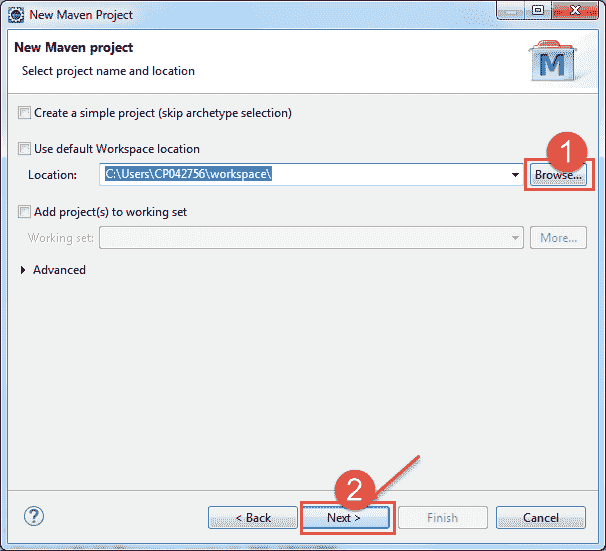 New Maven Project
New Maven project
Select project name and location
M
Create a simple project (skip archetype selection)
Use default Workspace location
1
Location: C:\Users\CP042756\workspace\ Browse...
Add project(s) to working set
Working set: More...
Advanced
2
? < Back Next > Finish Cancel